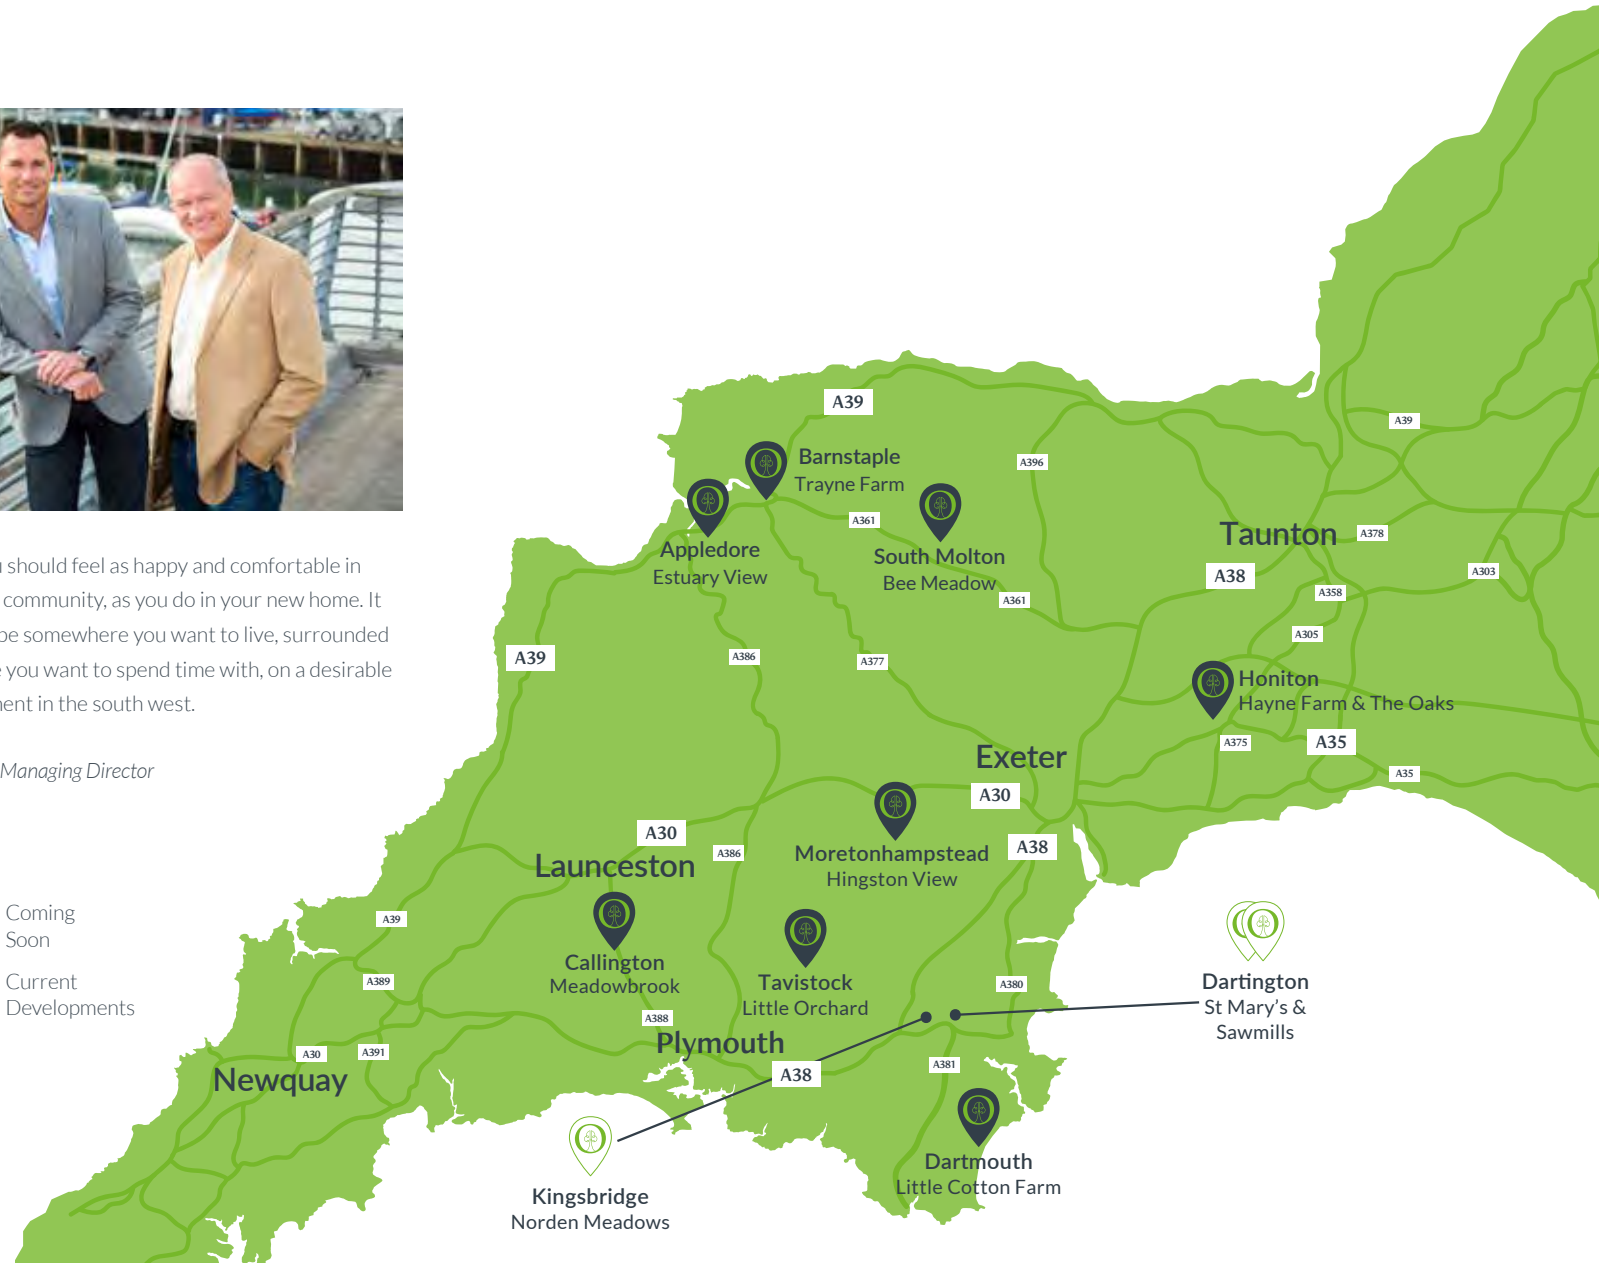 u should feel as happy and comfortable in
community, as you do in your new home. It
be somewhere you want to live, surrounded
e you want to spend time with, on a desirable
ment in the south west.
Managing Director
Coming
Soon
Current
Developments
A39
A39
Barnstaple
Trayne Farm
A396
A361
Appledore
Estuary View
South Molton
Bee Meadow
A361
Taunton
A378
A38
A303
A358
A305
A39
A386
A377
Honiton
Hayne Farm & The Oaks
A375
A35
A35
Exeter
A30
A30
A38
Launceston
A386
Moretonhampstead
Hingston View
A39
Callington
Meadowbrook
Tavistock
Little Orchard
A389
A380
Dartington
St Mary's &
Sawmills
A388
Plymouth
A30
A391
Newquay
A38
A381
Dartmouth
Little Cotton Farm
Kingsbridge
Norden Meadows